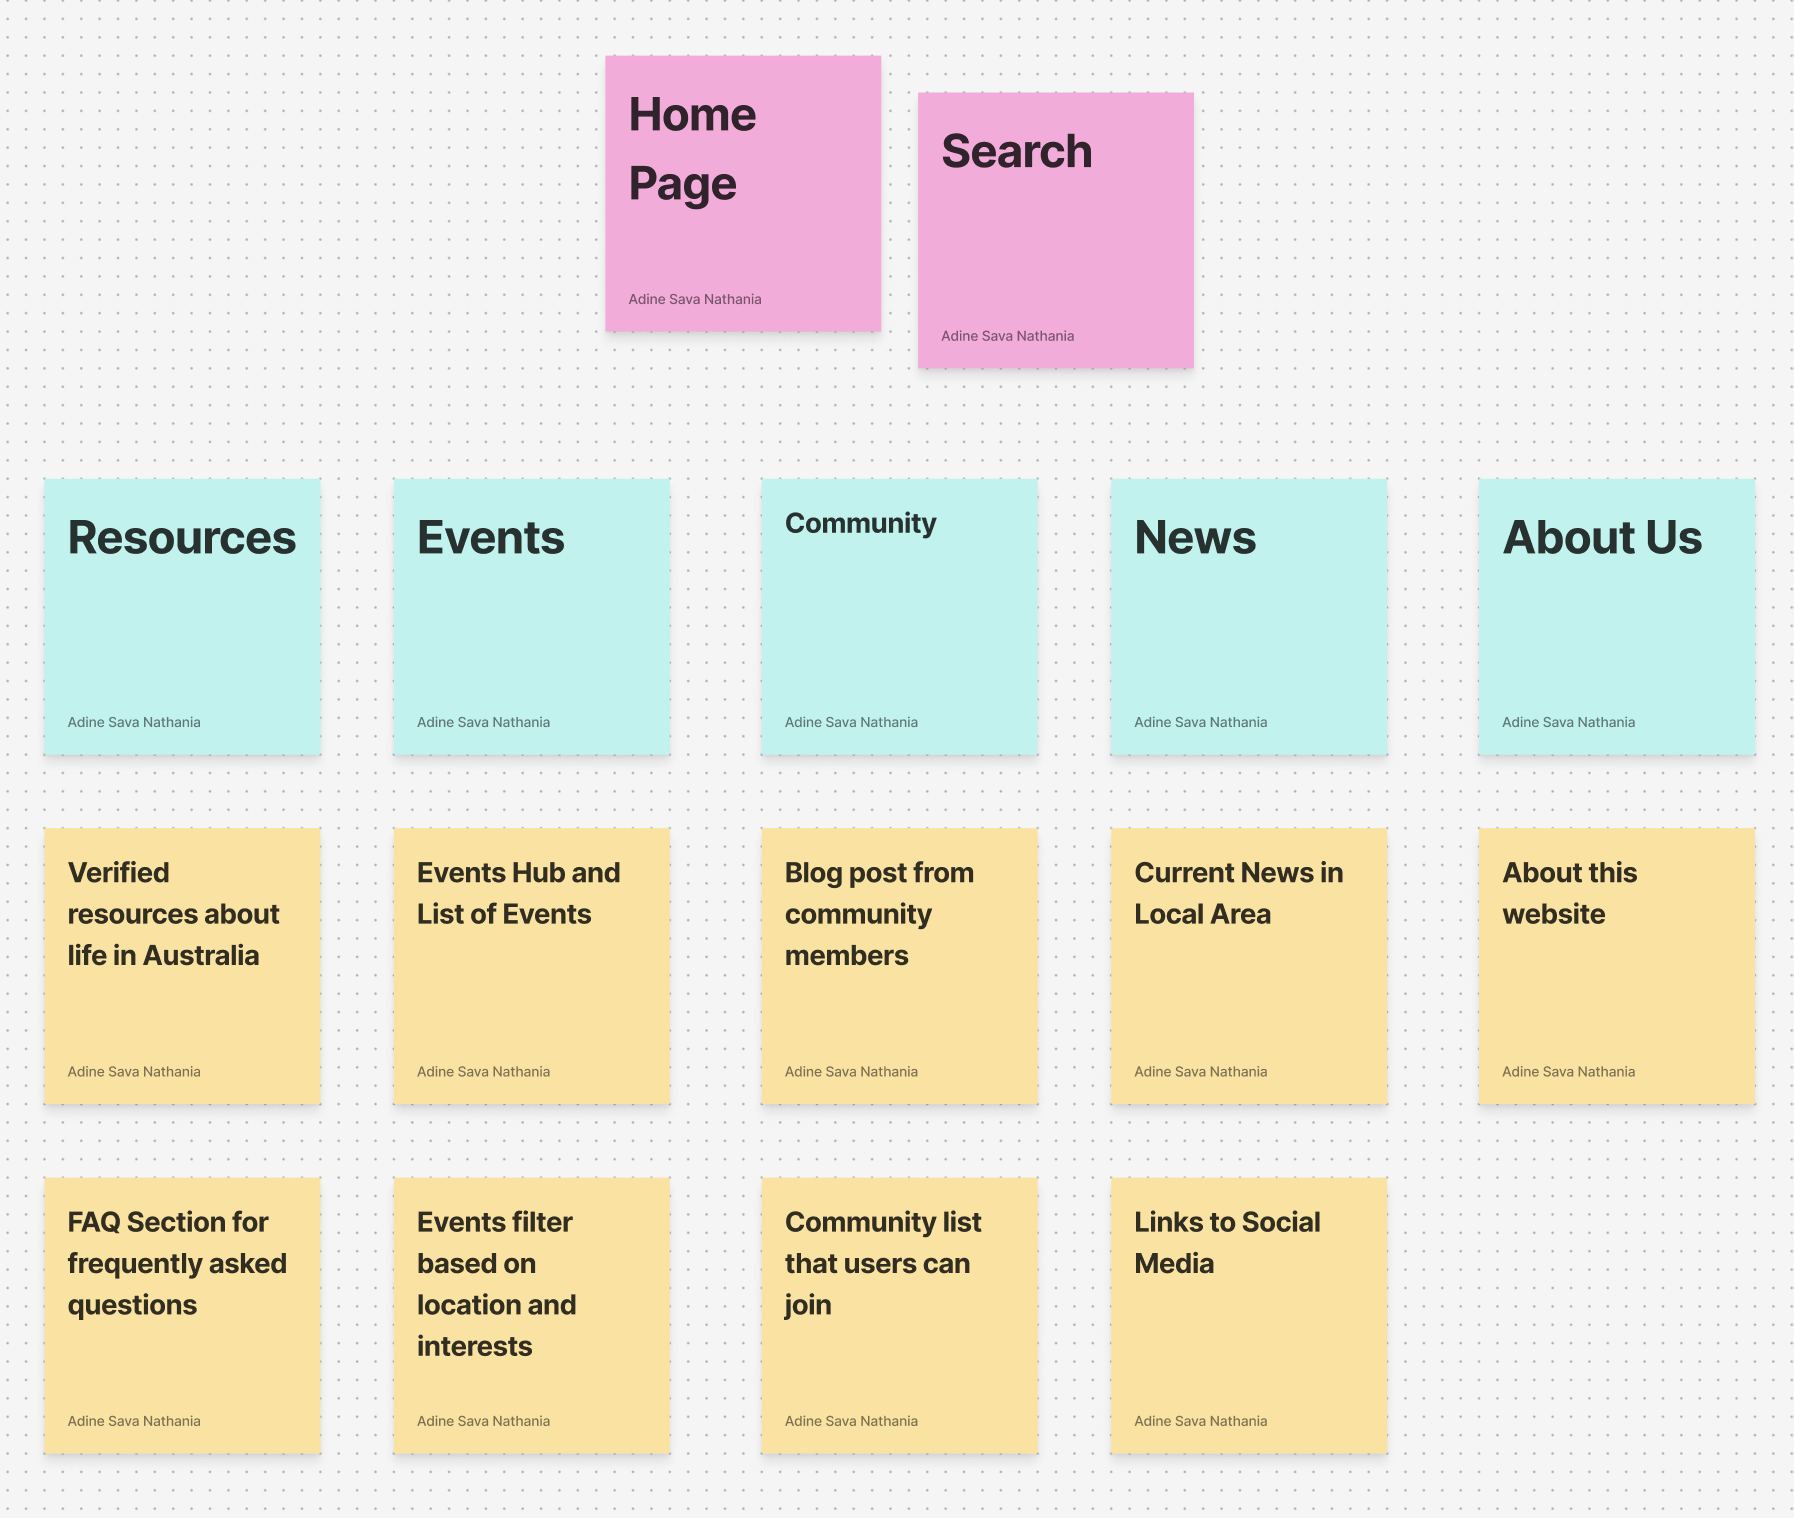 Home
Page
Adine Sava Nathania
Search
Adine Sava Nathania
Resources
Adine Sava Nathania
Events
Adine Sava Nathania
Community
Adine Sava Nathania
News
Adine Sava Nathania
About Us
Adine Sava Nathania
Verified
resources about
life in Australia
Adine Sava Nathania
Events Hub and
List of Events
Adine Sava Nathania
Blog post from
community
members
Adine Sava Nathania
Current News in
Local Area
Adine Sava Nathania
About this
website
Adine Sava Nathania
FAQ Section for
frequently asked
questions
Adine Sava Nathania
Events filter
based on
location and
interests
Adine Sava Nathania
Community list
that users can
join
Adine Sava Nathania
Links to Social
Media
Adine Sava Nathania